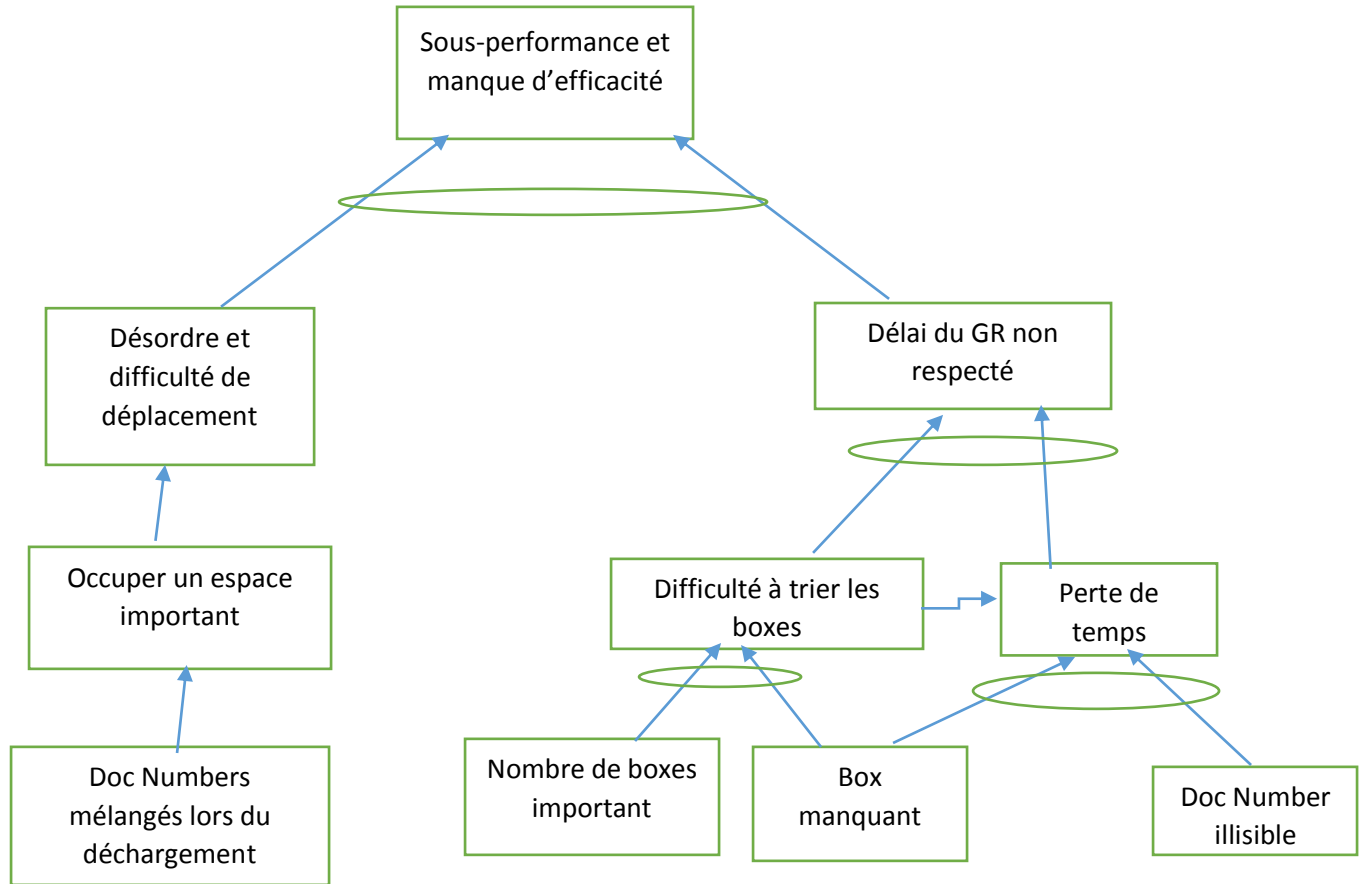 Sous-performance et
manque d'efficacité
Désordre et
difficulté de
déplacement
Délai du GR non
respecté
Occuper un espace
important
Difficulté à trier les
boxes
Perte de
temps
Doc Numbers
mélangés lors du
déchargement
Nombre de boxes
important
Box
manquant
Doc Number
illisible